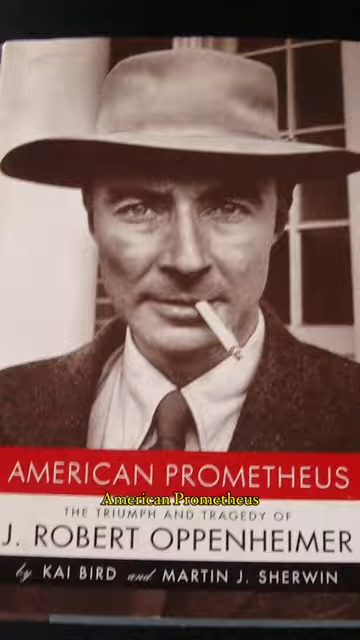 AMERICAN PROMETHEUS
American Prometheus
THE TRIUMPH AND TRAGEDY OF
J. ROBERT OPPENHEIMER
by KAI BIRD and MARTIN J. SHERWIN